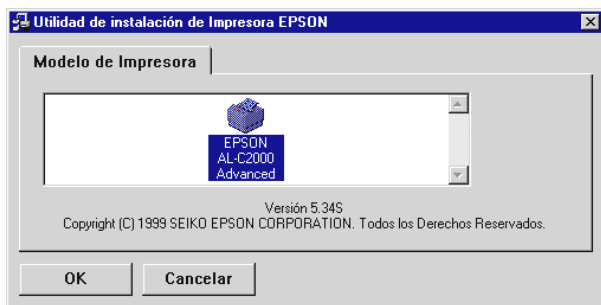 Utilidad de instalación de Impresora EPSON
Modelo de Impresora
EPSON
AL-C2000
Advanced
Versión 5.34S
Copyright (C) 1999 SEIKO EPSON CORPORATION. Todos los Derechos Reservados.
OK Cancelar